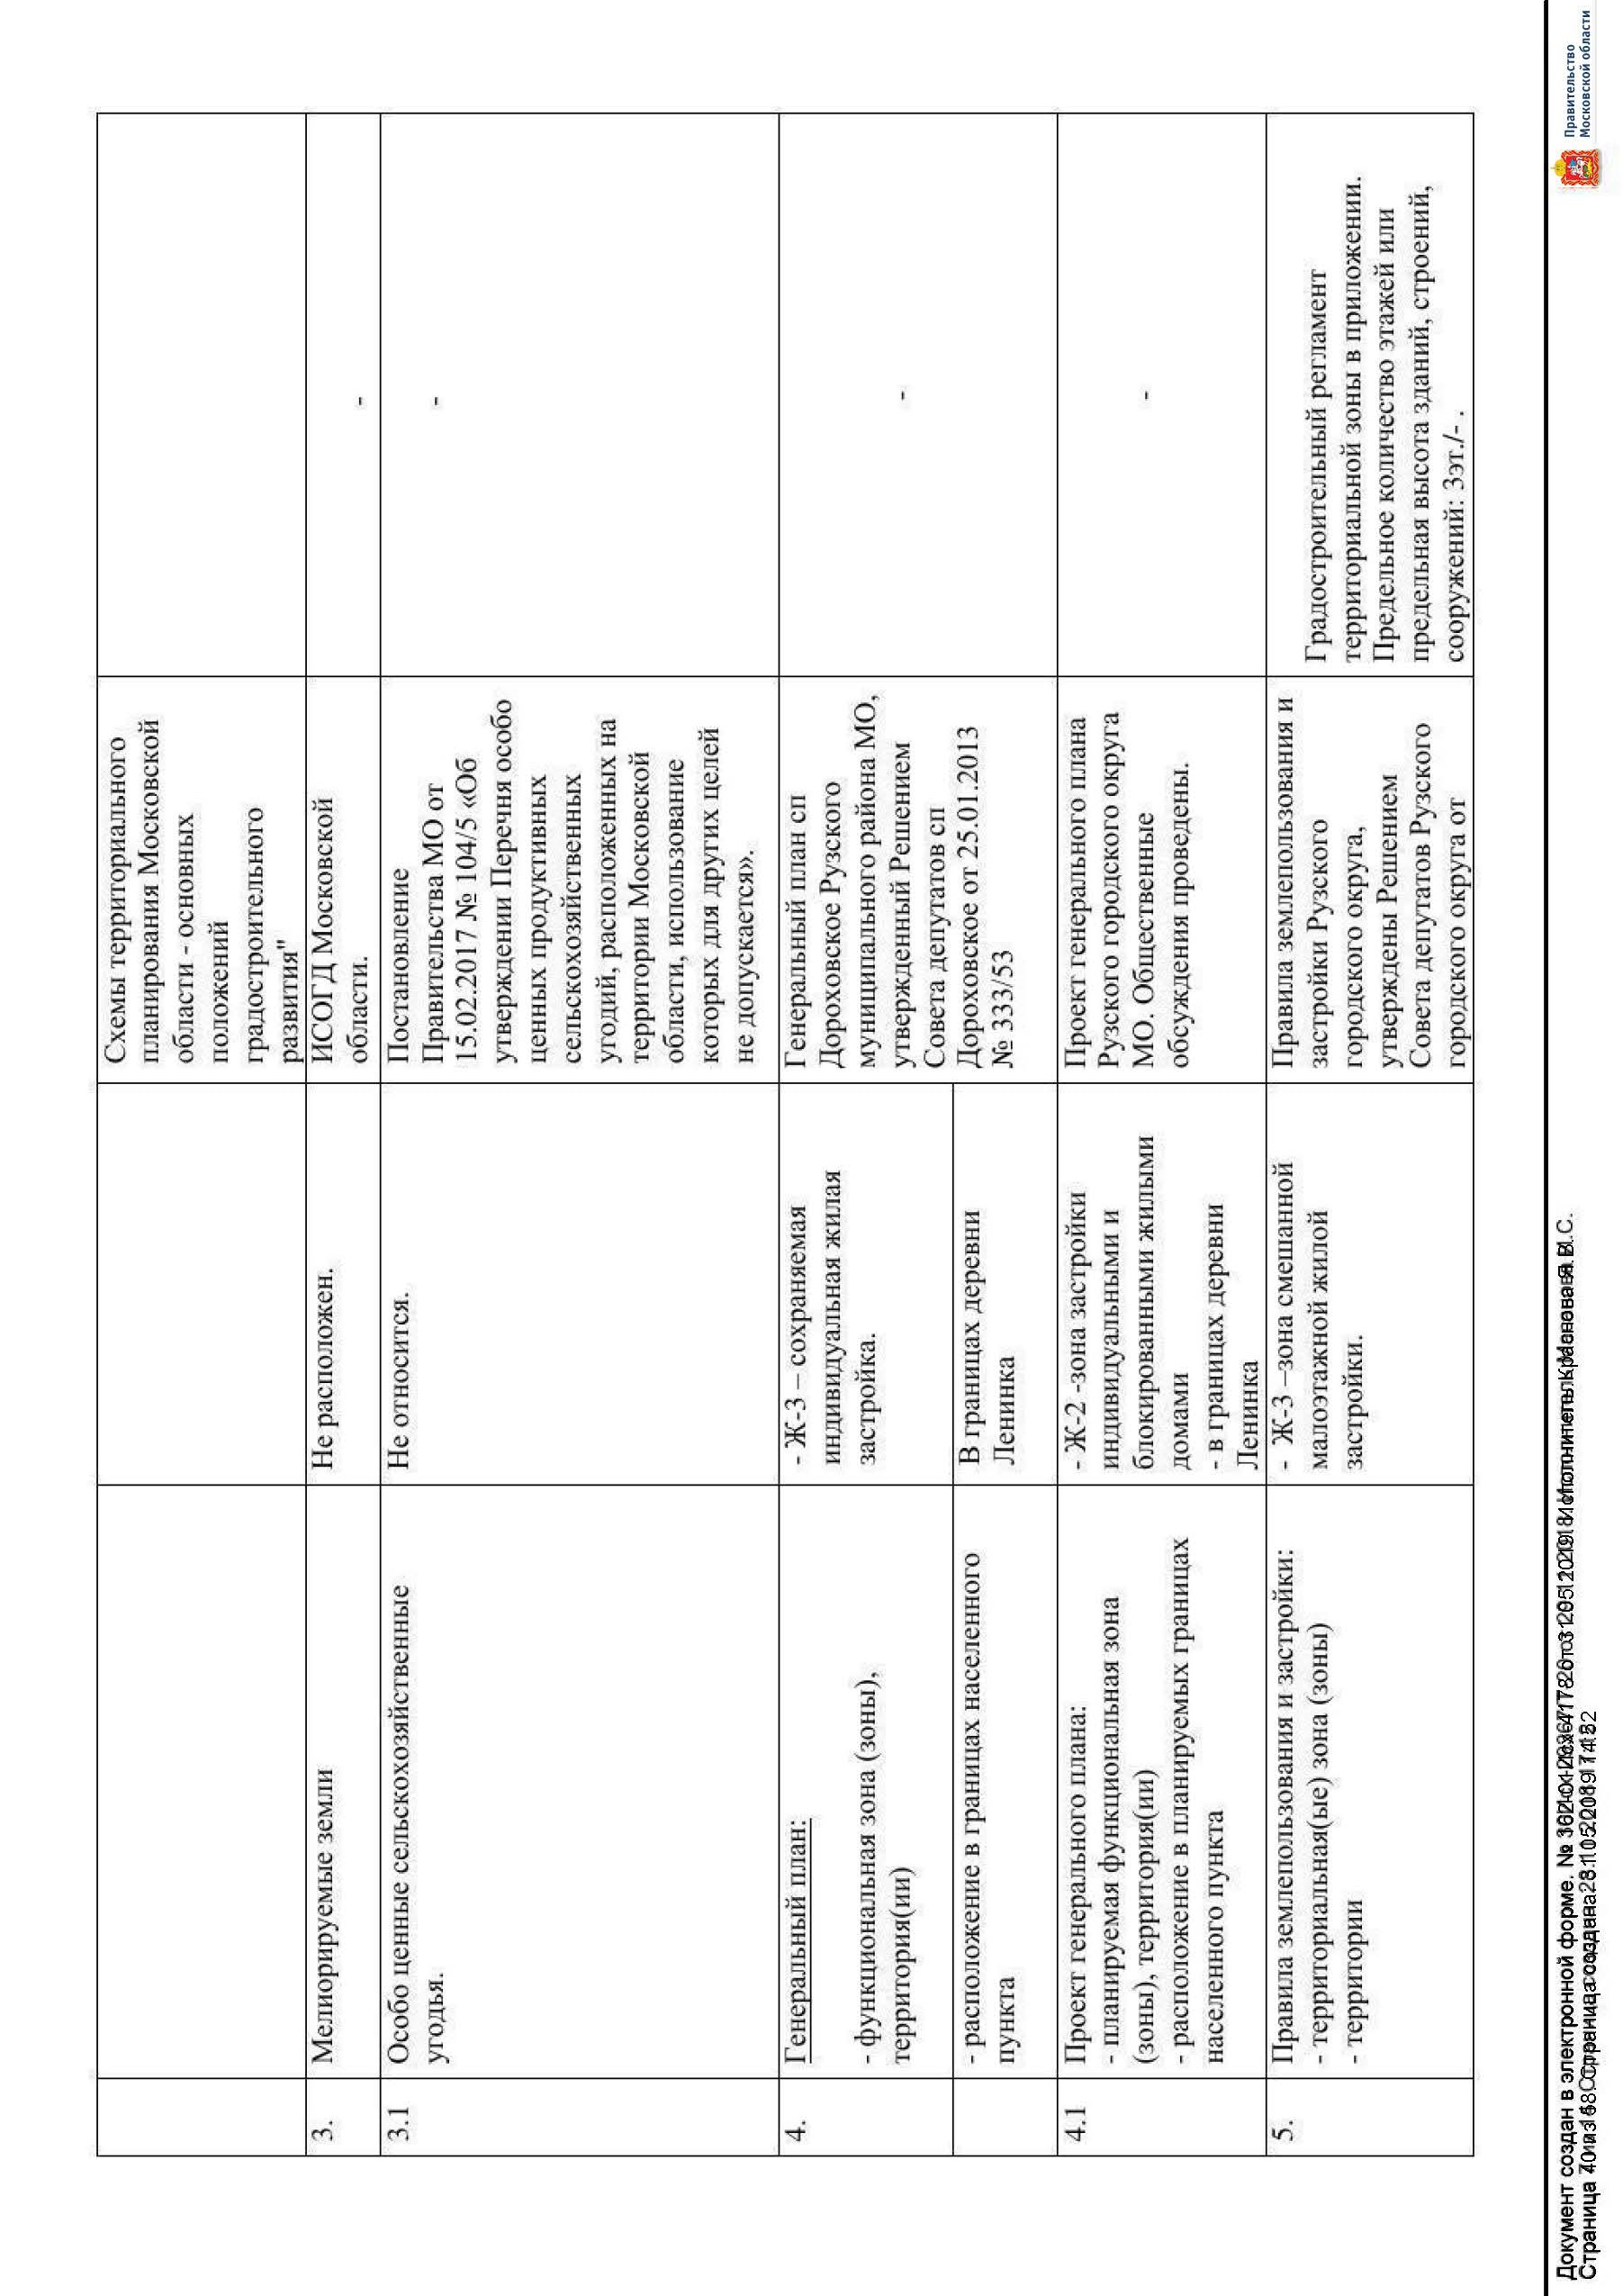 Схемы территориального
планирования Московской
области - основных
положений
градостроительного
развития"
3.
Мелиорируемые земли
Не расположен.
ИСОГД Московской
области.
-
3.1
Особо ценные сельскохозяйственные
угодья.
Не относится.
Постановление
Правительства МО от
15.02.2017 № 104/5 «Об
утверждении Перечня особо
ценных продуктивных
сельскохозяйственных
угодий, расположенных на
территории Московской
области, использование
которых для других целей
не допускается».
-
4.
Генеральный план:
- функциональная зона (зоны),
территория(ии)
- Ж-3 – сохраняемая
индивидуальная жилая
застройка.
Генеральный план сп
Дороховское Рузского
муниципального района МО,
утвержденный Решением
Совета депутатов сп
Дороховское от 25.01.2013
№ 333/53
-
- расположение в границах населенного
пункта
В границах деревни
Ленинка
4.1
Проект генерального плана:
- планируемая функциональная зона
(зоны), территория(ии)
- расположение в планируемых границах
населенного пункта
- Ж-2 -зона застройки
индивидуальными и
блокированными жилыми
домами
- в границах деревни
Ленинка
Проект генерального плана
Рузского городского округа
МО. Общественные
обсуждения проведены.
-
5.
Правила землепользования и застройки:
- территориальная(ые) зона (зоны)
- территории
- Ж-3 –зона смешанной
малоэтажной жилой
застройки.
Правила землепользования и
застройки Рузского
городского округа,
утверждены Решением
Совета депутатов Рузского
городского округа от
Градостроительный регламент
территориальной зоны в приложении.
Предельное количество этажей или
предельная высота зданий, строений,
сооружений: 3эт./- .
Документ создан в электронной форме. №
Страница
Правительство
Московской области